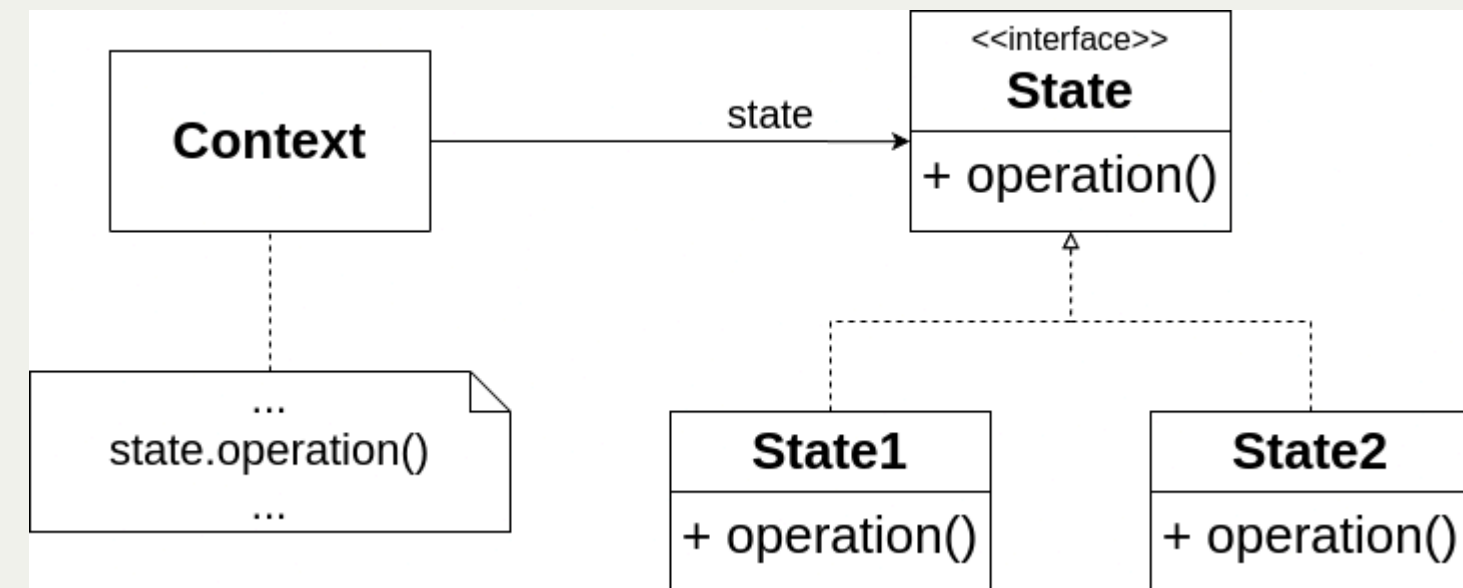 <<interface>>
State
Context
state
+ operation()
...
state.operation()
...
State1
State2
+ operation()
+ operation()